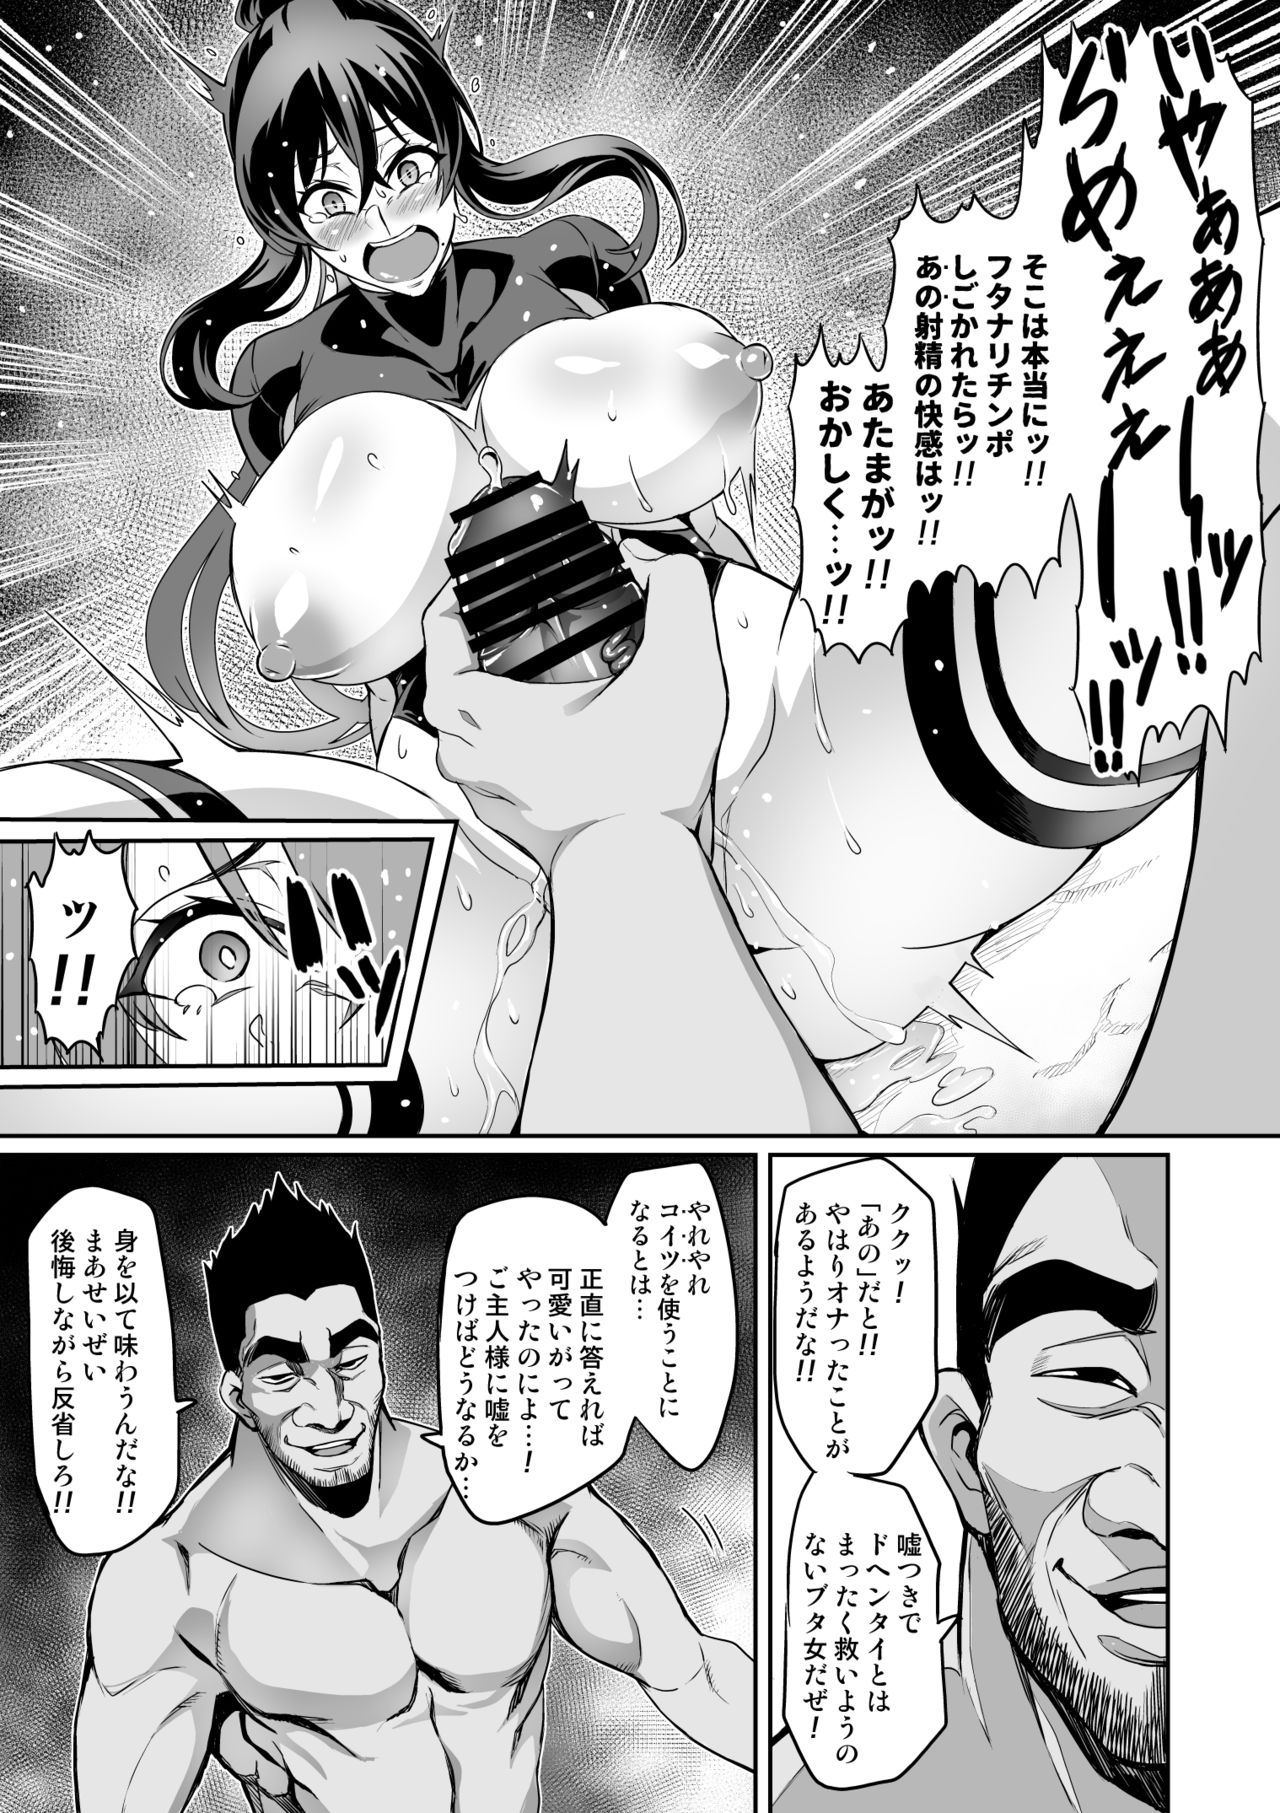 じゃぁああぁーーッ!!
らめえぇえぇーーッ!!
そこは本当にッ!!
フタナリチンポ
しごかれたらッ!!
あの射精の快感はッ!!
あたまがッ!!
おかしく…ッ!!
ッ!!
ククッ!
「あの」だと!!
やはりオナったことが
あるようだな!!
嘘つきで
ドヘンタイとは
まったく救いようの
ないブタ女だぜ!
やれやれ
コイツを使うことに
なるとは…
正直に答えれば
可愛いがって
やったのによ…!
ご主人様に嘘を
つけばどうなるか…
身を以て味わうんだな!!
まあせいぜい
後悔しながら反省しろ!!